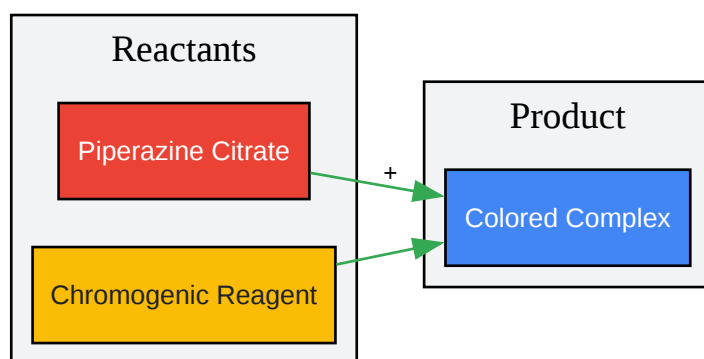 Reactants
Piperazine Citrate
Chromogenic Reagent
+
Product
Colored Complex